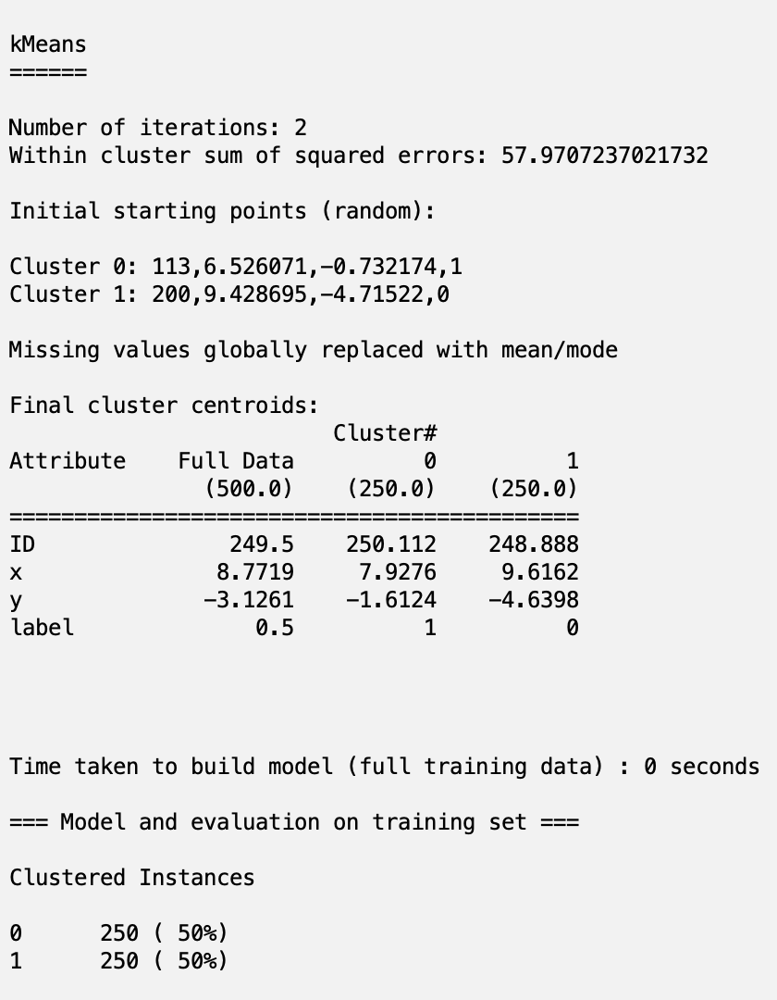 kMeans
======
Number of iterations: 2
Within cluster sum of squared errors: 57.9707237021732
Initial starting points (random):
Cluster 0: 113,6.526071,-0.732174,1
Cluster 1: 200,9.428695,-4.71522,0
Missing values globally replaced with mean/mode
Final cluster centroids:
                         Cluster#
Attribute    Full Data          0          1
               (500.0)    (250.0)    (250.0)
============================================
ID               249.5    250.112    248.888
x               8.7719     7.9276     9.6162
y              -3.1261    -1.6124    -4.6398
label              0.5          1          0
Time taken to build model (full training data) : 0 seconds
=== Model and evaluation on training set ===
Clustered Instances
0      250 ( 50%)
1      250 ( 50%)